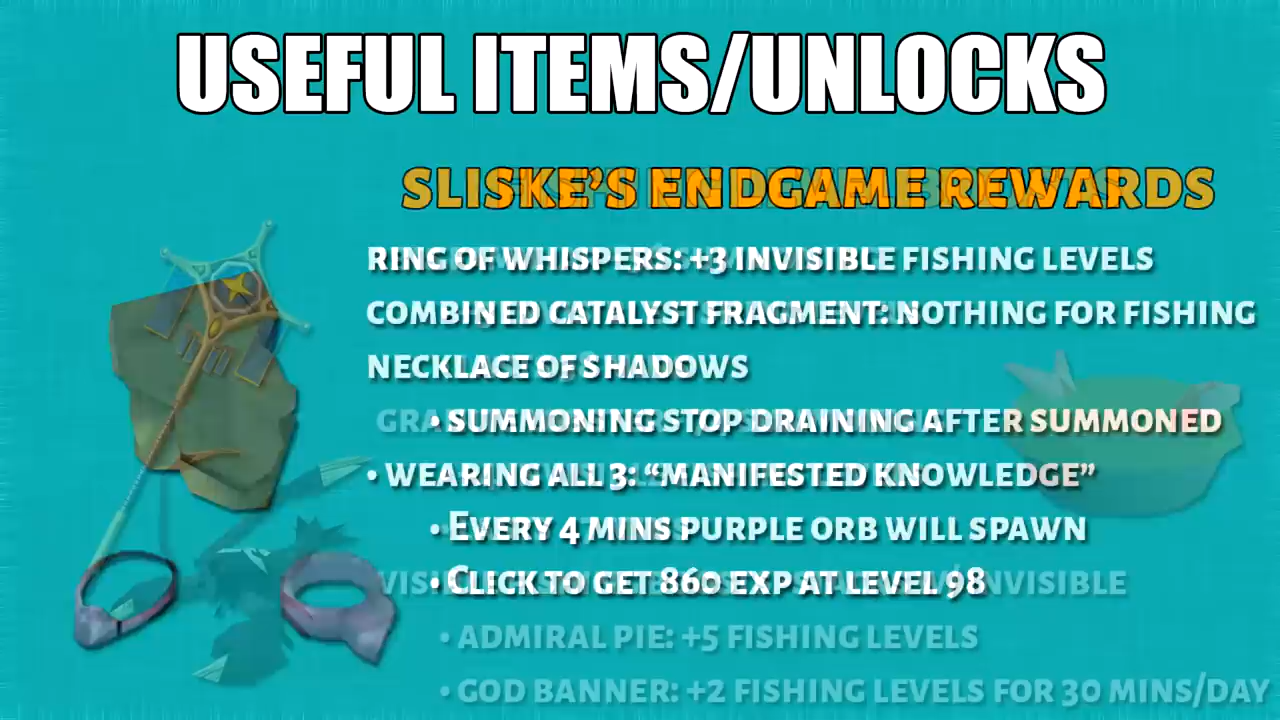 USEFUL ITEMS/UNLOCKS
SLISKE'S ENDGAME REWARDS
RING OF WHISPERS: +3 INVISIBLE FISHING LEVELS
COMBINED CATALYST FRAGMENT: NOTHING FOR FISHING
NECKLACE OF SHADOWS
• SUMMONING STOP DRAINING AFTER SUMMONED
• WEARING ALL 3: “MANIFESTED KNOWLEDGE”
• EVERY 4 MINS PURPLE ORB WILL SPAWN
• CLICK TO GET 860 EXP AT LEVEL 98
INVISIBLE
• ADMIRAL PIE: +5 FISHING LEVELS
• GOD BANNER: +2 FISHING LEVELS FOR 30 MINS/DAY